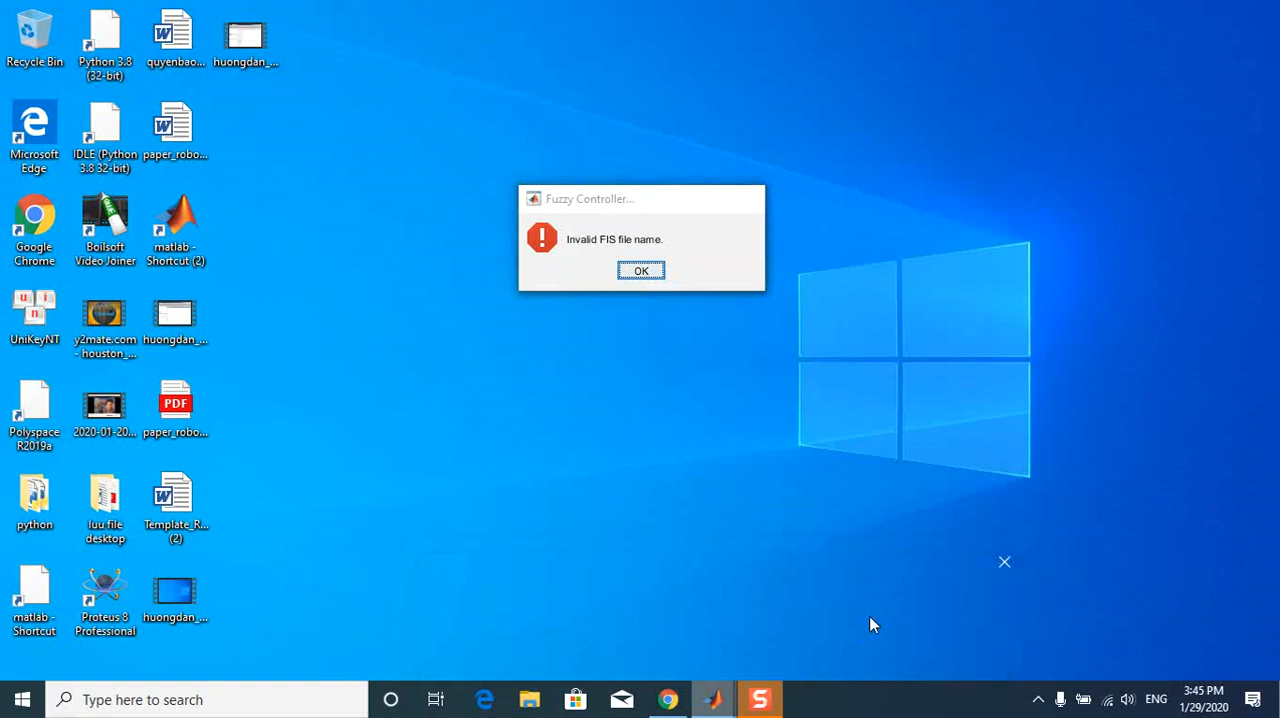 Recycle Bin
Python 3.8
(32-bit)
quyenbao...
huongdan_...
Microsoft
Edge
IDLE (Python
3.8 32-bit)
paper_robo...
Google
Chrome
Boilsoft
Video Joiner
matlab -
Shortcut (2)
Fuzzy Controller...
Invalid FIS file name.
OK
UniKeyNT
y2mate.com
- houston_...
huongdan_...
Polyspace
R2019a
2020-01-20...
PDF
paper_robo...
python
luu file
desktop
Template_R...
(2)
matlab -
Shortcut
Proteus 8
Professional
huongdan_...
Type here to search
ENG
3:45 PM
1/29/2020